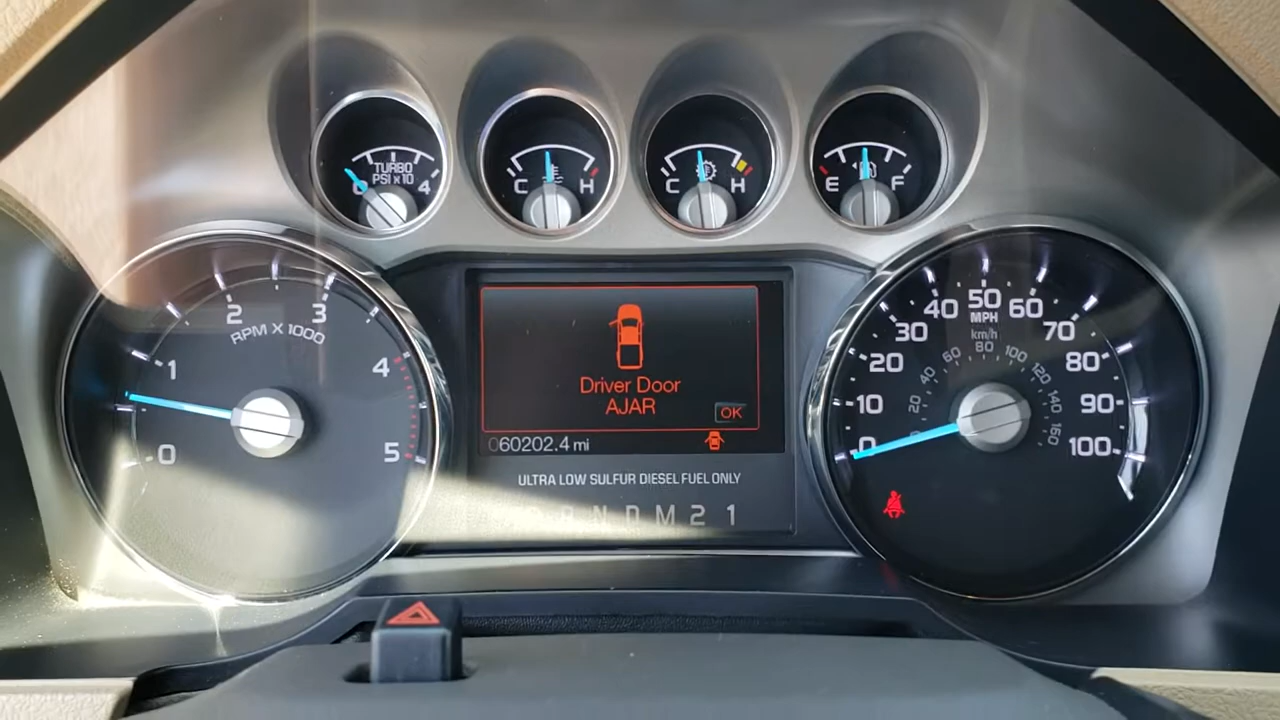 TURBO
PSI x 10
0 4
C H
C H
E F
0 1 2 3 4 5
RPM X 1000
Driver Door
AJAR
OK
060202.4 mi
ULTRA LOW SULFUR DIESEL FUEL ONLY
R N D M 2 1
0 10 20 30 40 50 60 70 80 90 100
MPH
km/h
20 40 60 80 100 120 140 160